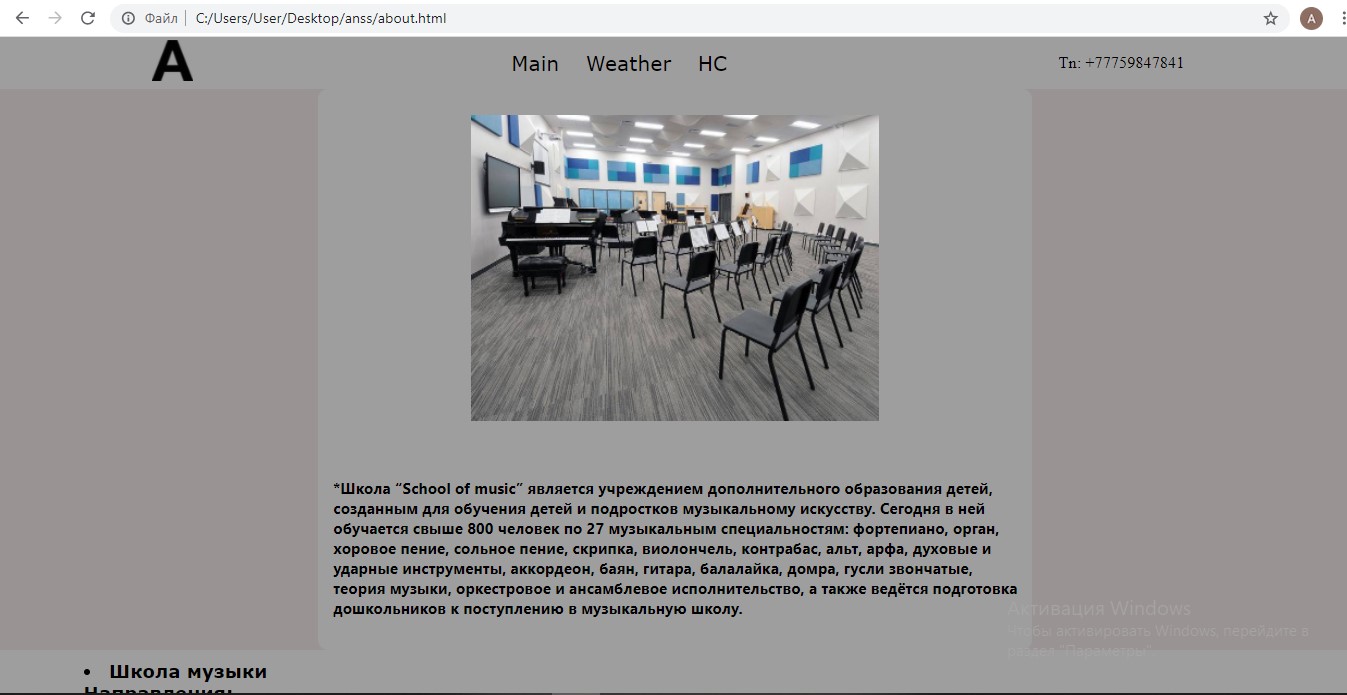 Файл C:/Users/User/Desktop/anss/about.html A
A Main Weather HC Тп: +77759847841
*Школа “School of music” является учреждением дополнительного образования детей,
созданным для обучения детей и подростков музыкальному искусству. Сегодня в ней
обучается свыше 800 человек по 27 музыкальным специальностям: фортепиано, орган,
хоровое пение, сольное пение, скрипка, виолончель, контрабас, альт, арфа, духовые и
ударные инструменты, аккордеон, баян, гитара, балалайка, домра, гусли звончатые,
теория музыки, оркестровое и ансамблевое исполнительство, а также ведётся подготовка
дошкольников к поступлению в музыкальную школу.
Активация Windows
Чтобы активировать Windows, перейдите в
раздел "Параметры".
• Школа музыки
Направления: